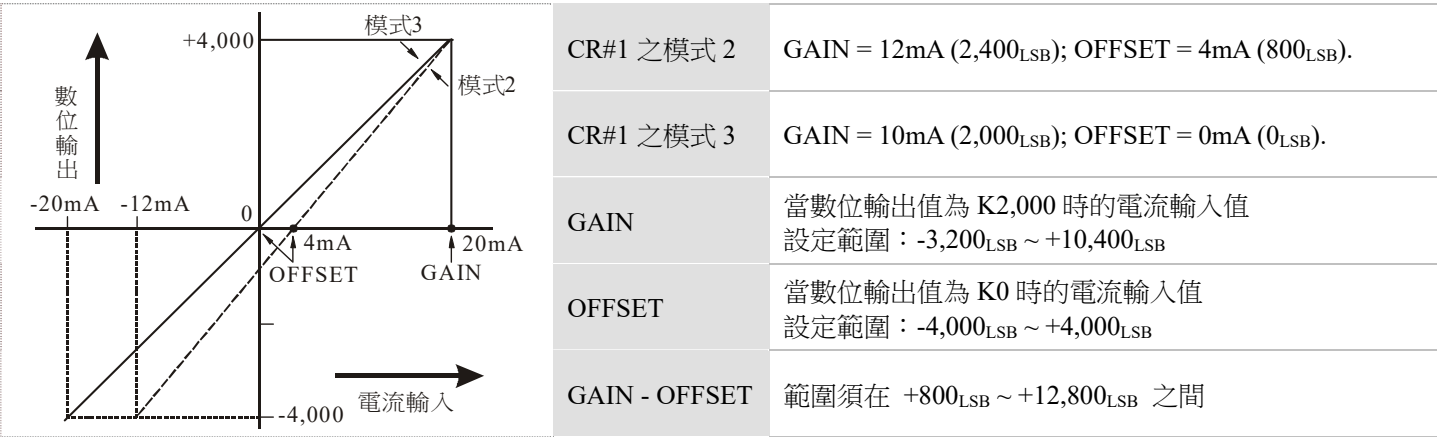 模式3
+4,000
模式2
數位輸出
-20mA
-12mA
0
4mA
20mA
OFFSET
GAIN
電流輸入
-4,000
CR#1 之模式 2
GAIN = 12mA (2,400LSB); OFFSET = 4mA (800LSB).
CR#1 之模式 3
GAIN = 10mA (2,000LSB); OFFSET = 0mA (0LSB).
GAIN
當數位輸出值為 K2,000 時的電流輸入值
設定範圍：-3,200LSB ~ +10,400LSB
OFFSET
當數位輸出值為 K0 時的電流輸入值
設定範圍：-4,000LSB ~ +4,000LSB
GAIN - OFFSET
範圍須在 +800LSB ~ +12,800LSB 之間